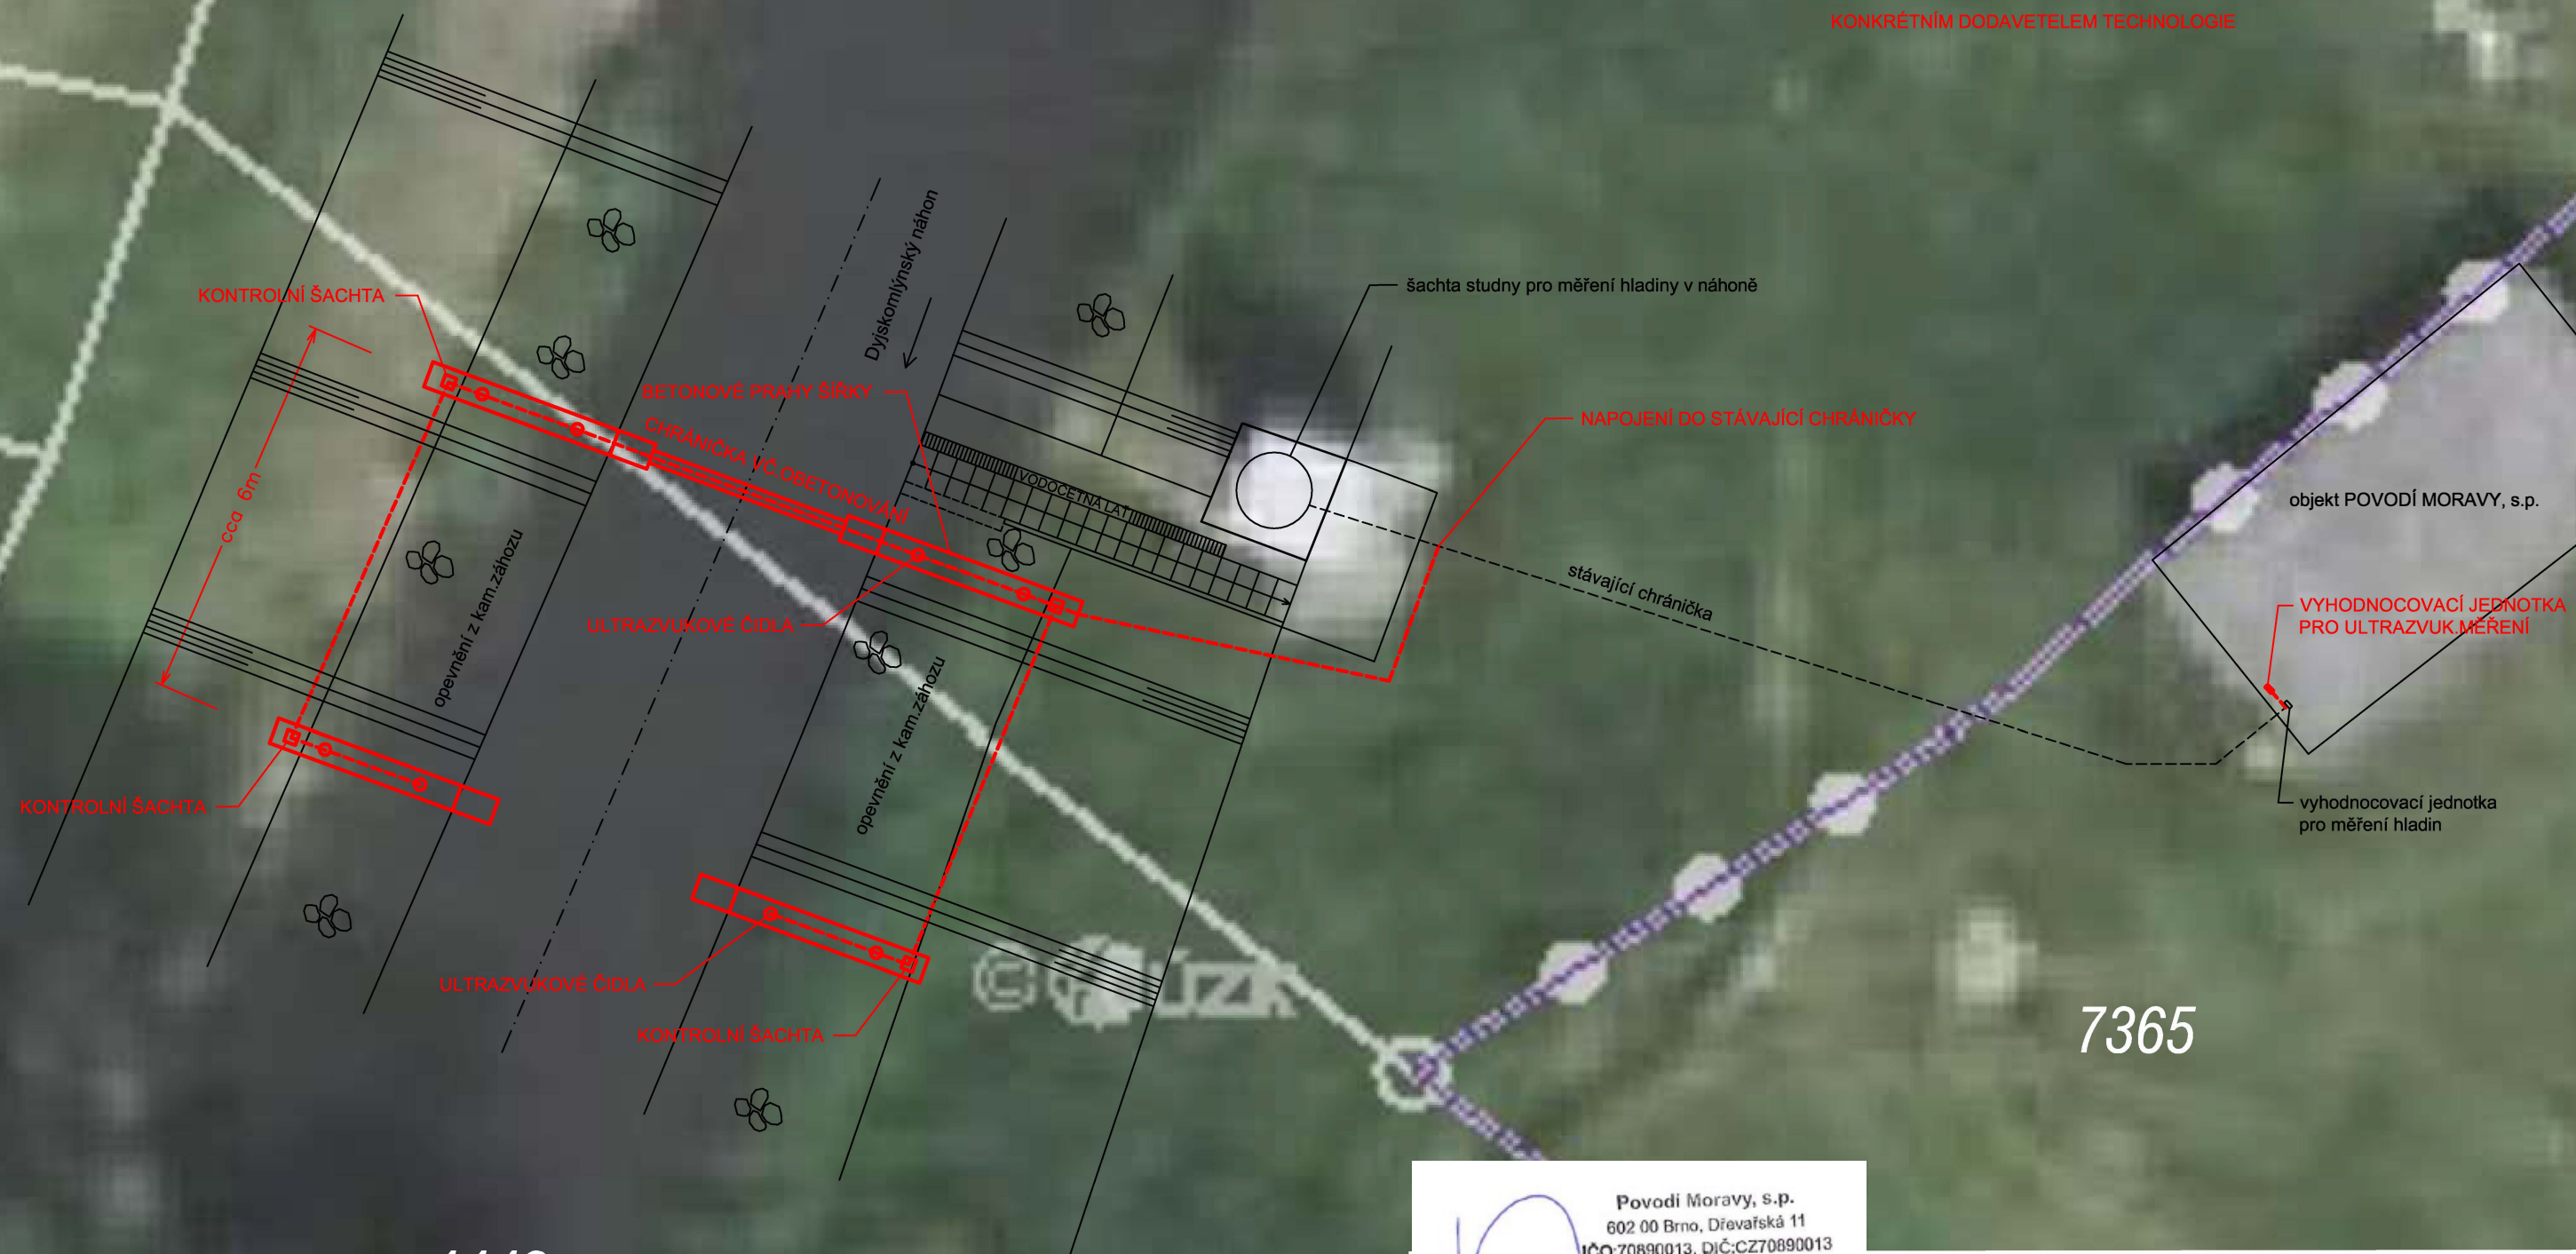 KONKRÉTNÍM DODAVETELEM TECHNOLOGIE
Dyjskomlýnský náhon
KONTROLNÍ ŠACHTA
šachta studny pro měření hladiny v náhoně
BETONOVÉ PRAHY ŠÍŘKY
CHRÁNIČKA VČ.OBETONOVÁNÍ
NAPOJENÍ DO STÁVAJÍCÍ CHRÁNIČKY
cca 6m
VODOČETNÁ LAŤ
objekt POVODÍ MORAVY, s.p.
opevnění z kam.záhozu
stávající chránička
ULTRAZVUKOVÉ ČIDLA
VYHODNOCOVACÍ JEDNOTKA
PRO ULTRAZVUK.MĚŘENÍ
opevnění z kam.záhozu
KONTROLNÍ ŠACHTA
vyhodnocovací jednotka
pro měření hladin
ULTRAZVUKOVÉ ČIDLA
KONTROLNÍ ŠACHTA
7365
Povodí Moravy, s.p.
602 00 Brno, Dřevařská 11
IČO:70890013, DIČ:CZ70890013